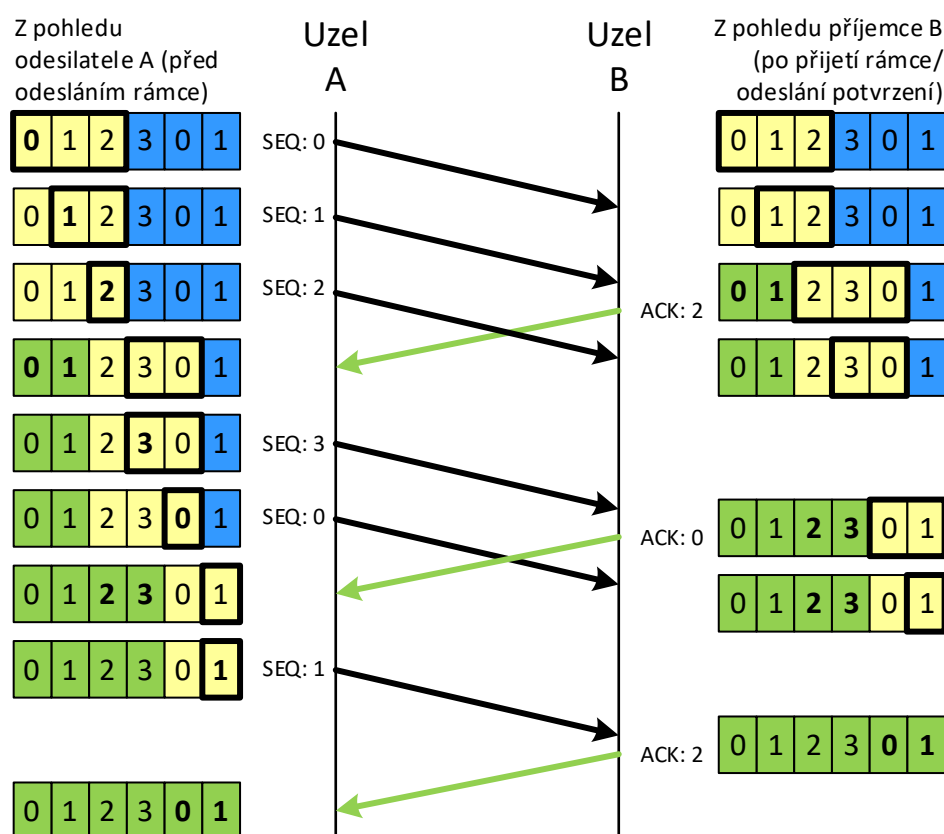 Z pohledu
odesilatele A (před
odesláním rámce)
Uzel
A
Uzel
B
Z pohledu příjemce B
(po přijetí rámce/
odeslání potvrzení)
0 1 2 3 0 1
SEQ: 0
0 1 2 3 0 1
0 1 2 3 0 1
SEQ: 1
0 1 2 3 0 1
0 1 2 3 0 1
SEQ: 2
ACK: 2
0 1 2 3 0 1
0 1 2 3 0 1
0 1 2 3 0 1
0 1 2 3 0 1
SEQ: 3
0 1 2 3 0 1
SEQ: 0
ACK: 0
0 1 2 3 0 1
0 1 2 3 0 1
0 1 2 3 0 1
0 1 2 3 0 1
SEQ: 1
ACK: 2
0 1 2 3 0 1
0 1 2 3 0 1